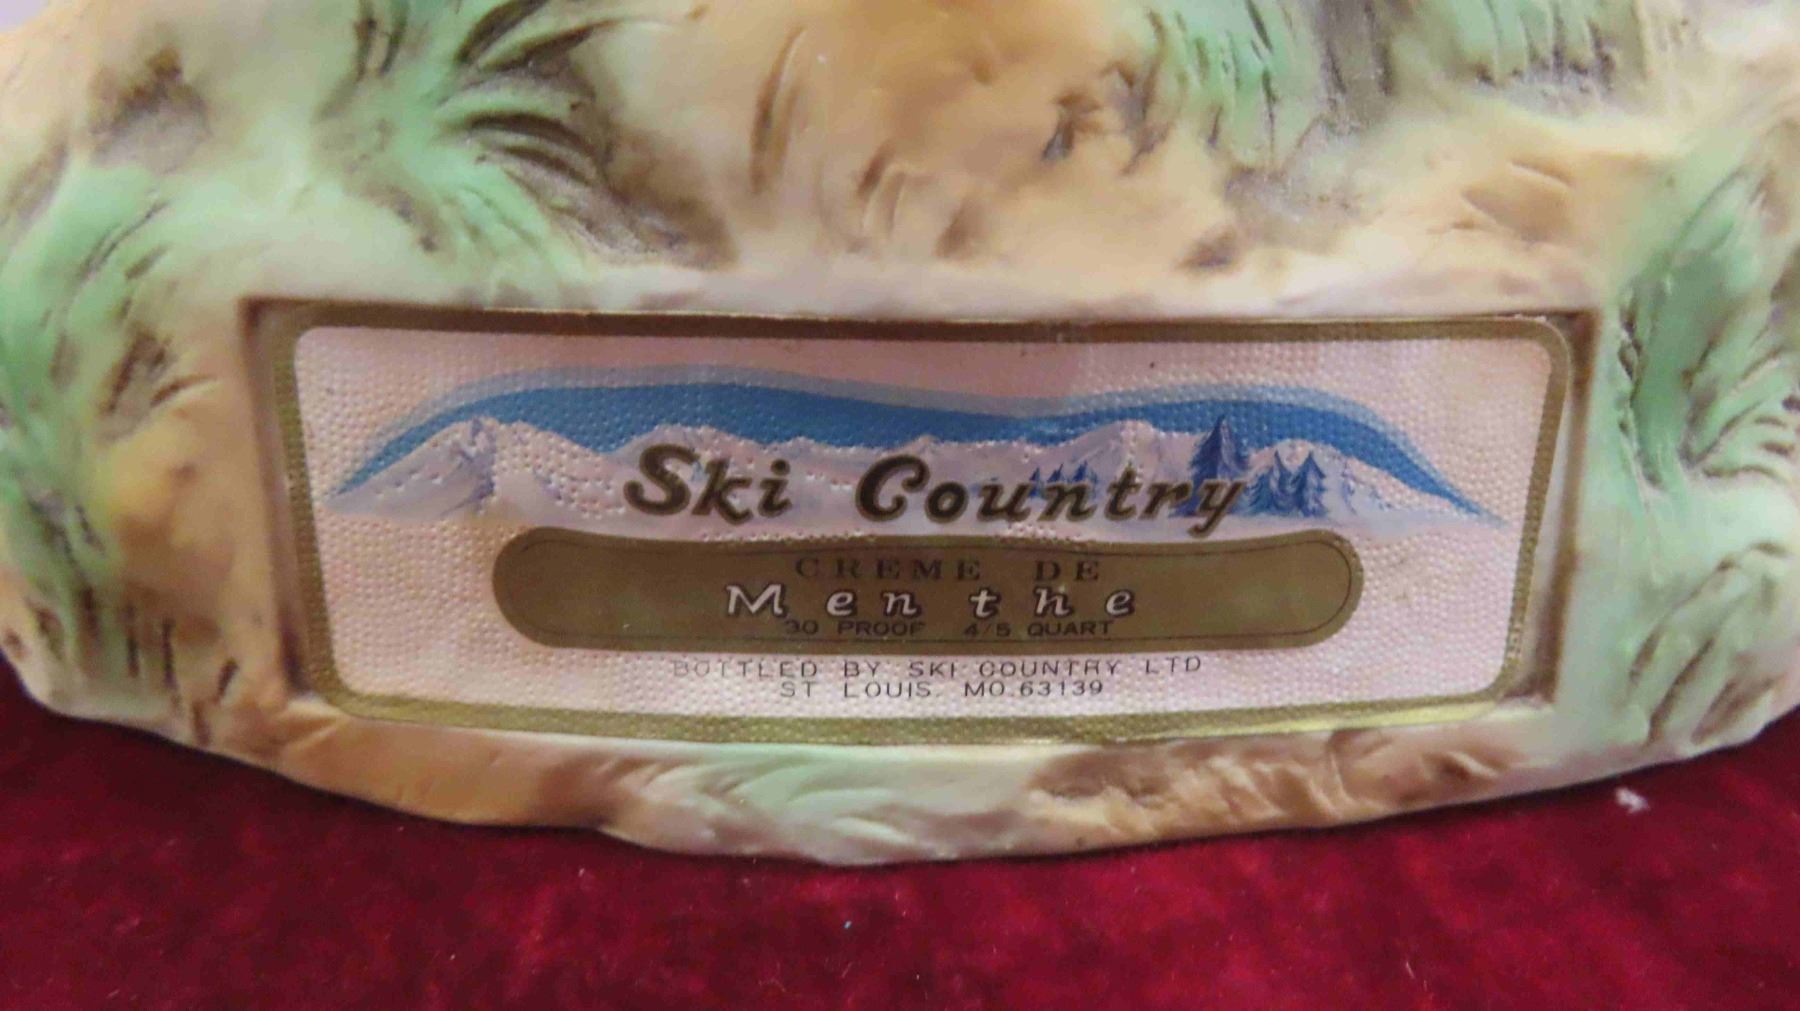 Ski Country
CREME DE
Menthe
30 PROOF 4/5 QUART
BOTTLED BY SKI COUNTRY LTD
ST LOUIS. MO.63139